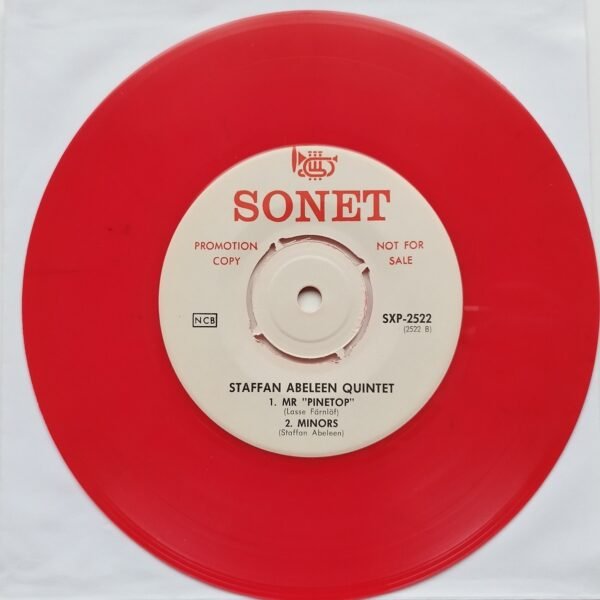 SONET
PROMOTION COPY
NOT FOR SALE
NCB
SXP-2522
(2522 B)
STAFFAN ABELEEN QUINTET
1. MR "PINETOP"
(Lasse Färnlöf)
2. MINORS
(Staffan Abeleen)